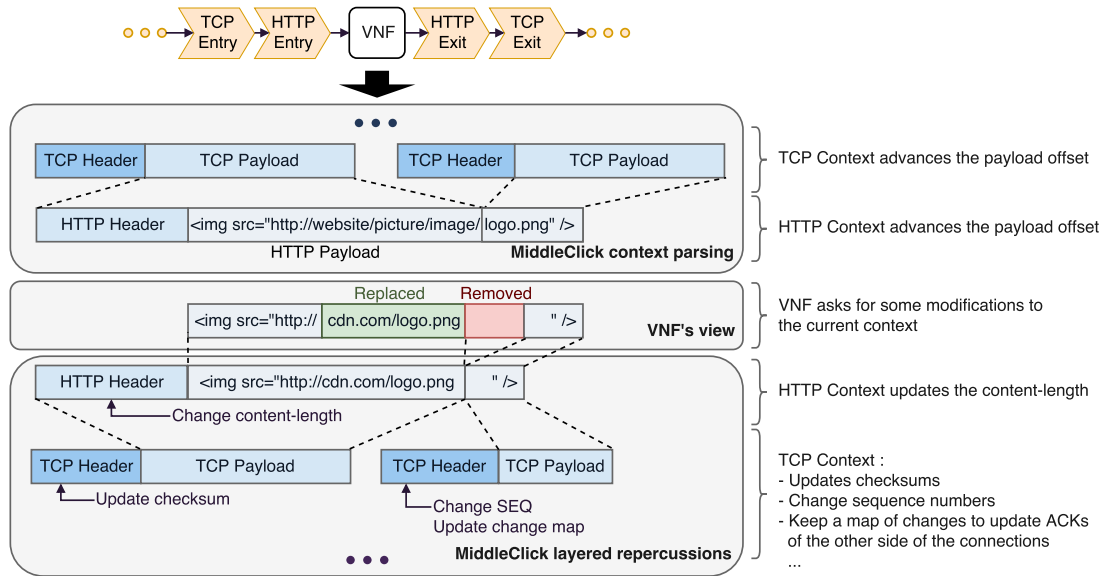 TCP Entry
HTTP Entry
VNF
HTTP Exit
TCP Exit
TCP Header
TCP Payload
TCP Header
TCP Payload
TCP Context advances the payload offset
HTTP Header
<img src="http://website/picture/image/
logo.png" />
HTTP Context advances the payload offset
HTTP Payload
MiddleClick context parsing
Replaced
Removed
<img src="http://
cdn.com/logo.png
" />
VNF's view
VNF asks for some modifications to
the current context
HTTP Header
<img src="http://cdn.com/logo.png
" />
HTTP Context updates the content-length
Change content-length
TCP Header
TCP Payload
TCP Header
TCP Payload
Update checksum
Change SEQ
Update change map
MiddleClick layered repercussions
TCP Context :
- Updates checksums
- Change sequence numbers
- Keep a map of changes to update ACKs
of the other side of the connections
...